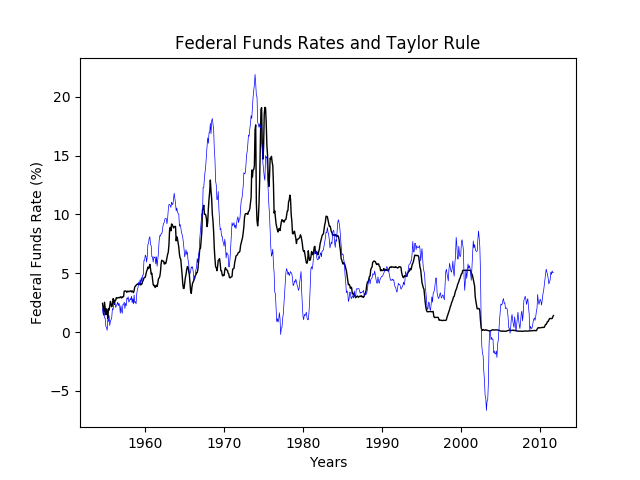 Federal Funds Rates and Taylor Rule
Federal Funds Rate (%)
20
15
10
5
0
−5
1960 1970 1980 1990 2000 2010
Years